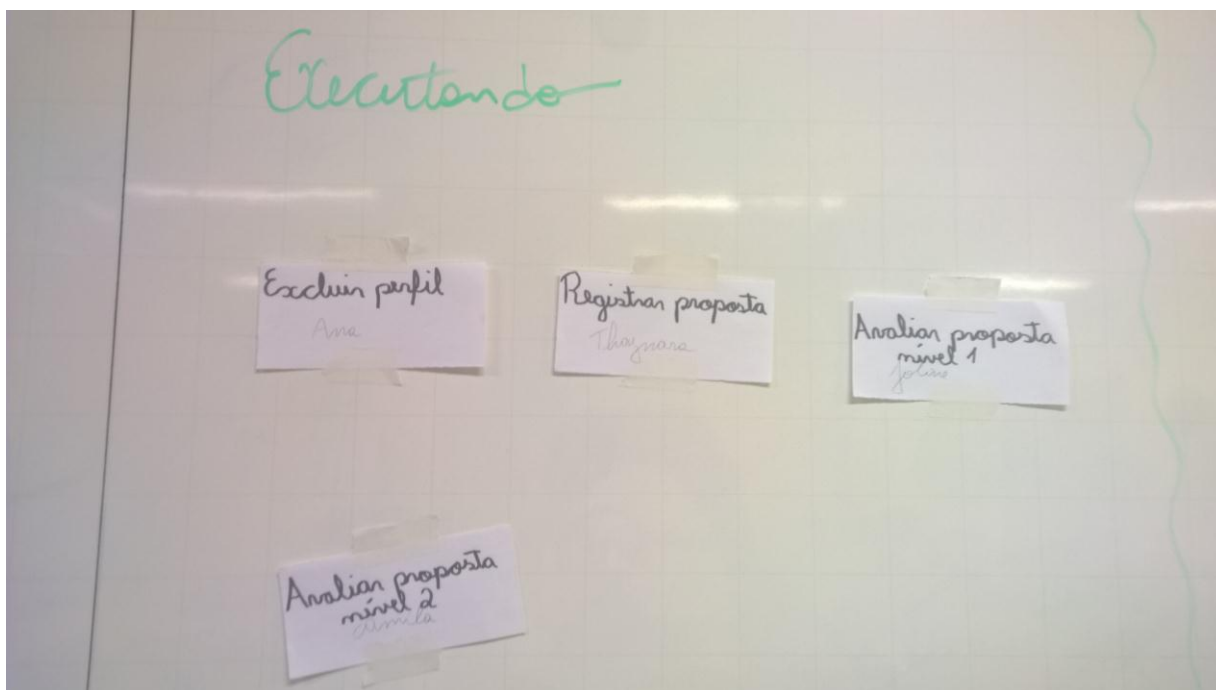 Executando
Excluir perfil
Ana
Registrar proposta
Thaynara
Avaliar proposta
nível 1
Avaliar proposta
nível 2